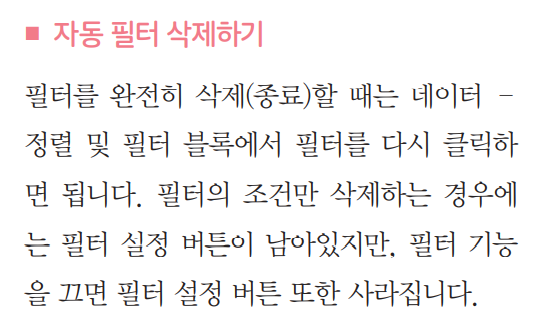 ■ 자동 필터 삭제하기
필터를 완전히 삭제(종료)할 때는 데이터 –
정렬 및 필터 블록에서 필터를 다시 클릭하
면 됩니다. 필터의 조건만 삭제하는 경우에
는 필터 설정 버튼이 남아있지만, 필터 기능
을 끄면 필터 설정 버튼 또한 사라집니다.